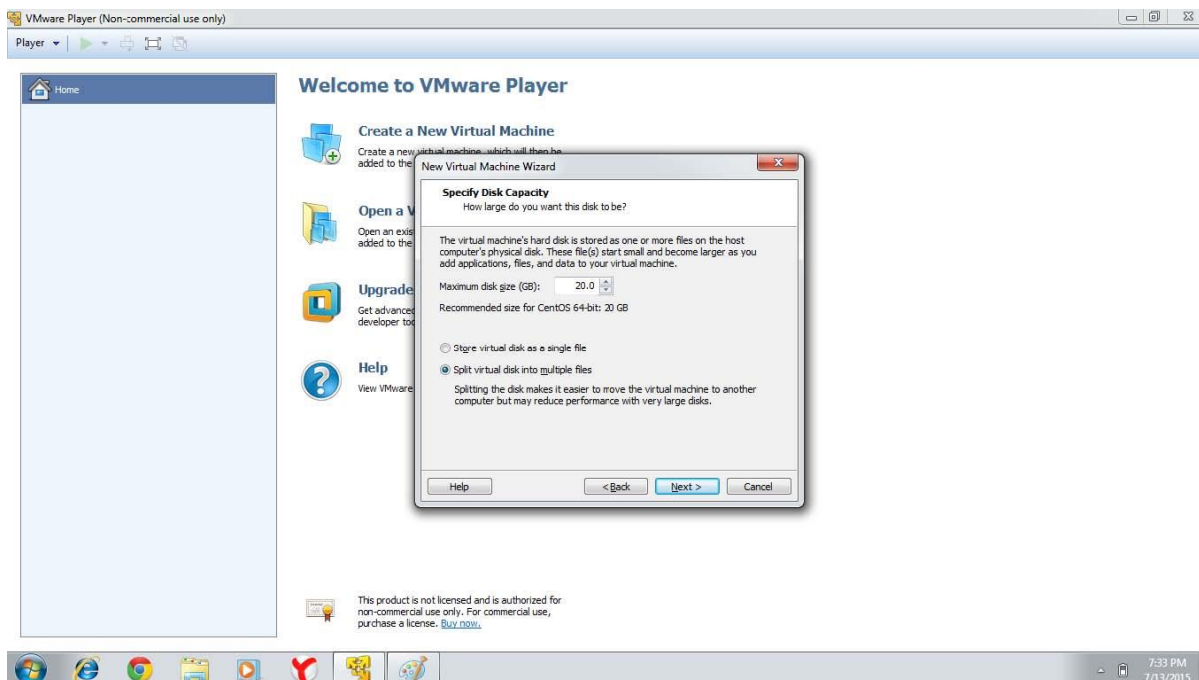 VMware Player (Non-commercial use only)
Player
Home
Welcome to VMware Player
Create a New Virtual Machine
Create a new virtual machine, which will then be
added to the
Open a V
Open an exis
added to the
Upgrade
Get advanced
developer too
Help
View VMware
New Virtual Machine Wizard
Specify Disk Capacity
How large do you want this disk to be?
The virtual machine's hard disk is stored as one or more files on the host
computer's physical disk. These file(s) start small and become larger as you
add applications, files, and data to your virtual machine.
Maximum disk size (GB): 20.0
Recommended size for CentOS 64-bit: 20 GB
Store virtual disk as a single file
Split virtual disk into multiple files
Splitting the disk makes it easier to move the virtual machine to another
computer but may reduce performance with very large disks.
Help < Back Next > Cancel
This product is not licensed and is authorized for
non-commercial use only. For commercial use,
purchase a license. Buy now.
7:33 PM
7/13/2015